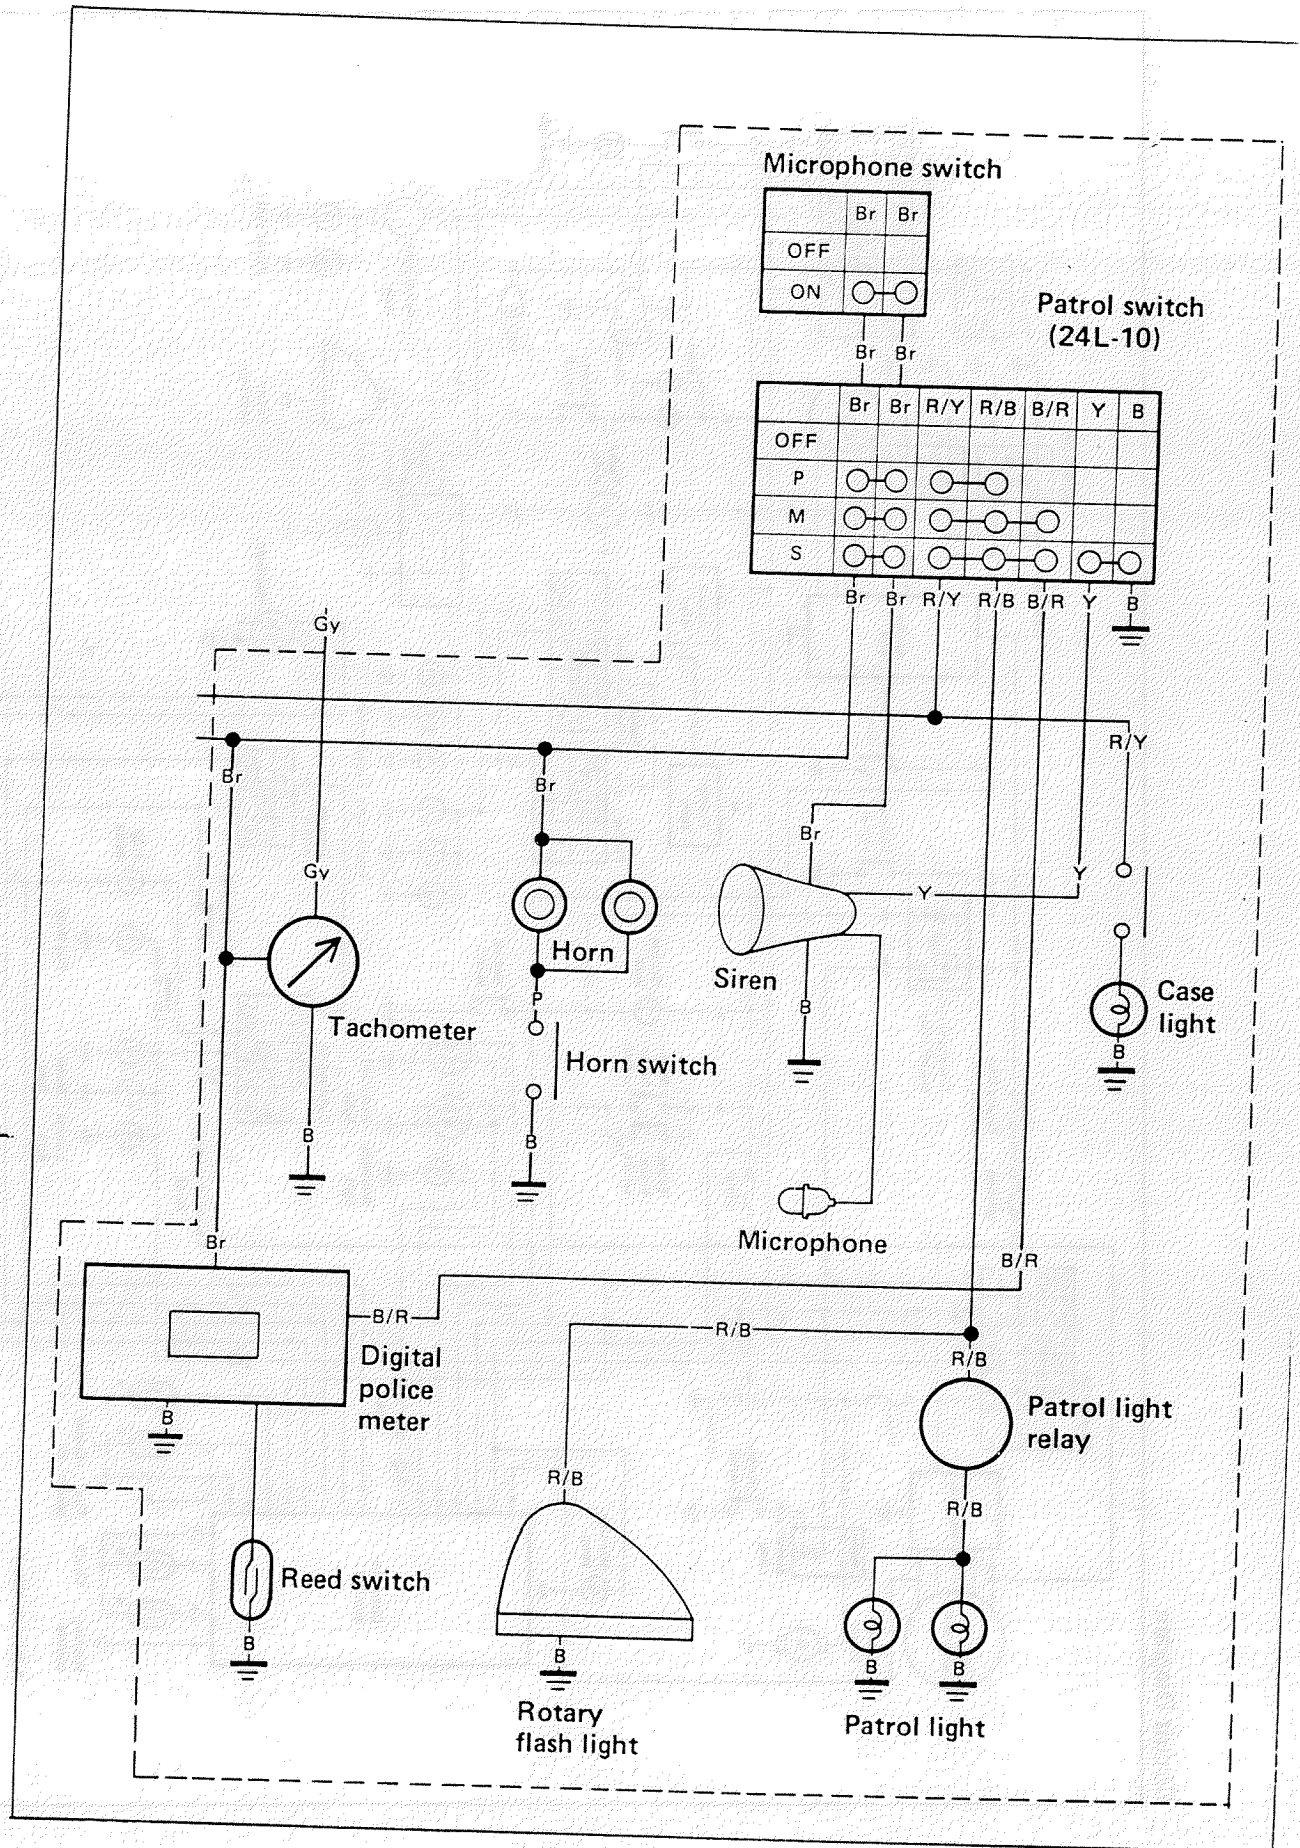 Microphone switch
Br Br
OFF
ON
Patrol switch
(24L-10)
Br Br
Br Br R/Y R/B B/R Y B
OFF
P
M
S
Br Br R/Y R/B B/R Y B
Gy
R/Y
Br
Br
Br
Gy
Y
Y
Horn
Siren
P
B
Case
light
Tachometer
B
Horn switch
B
B
Microphone
Br
B/R
B/R
R/B
Digital
police
meter
R/B
B
Patrol light
relay
R/B
R/B
Reed switch
B
B
B
B
Rotary
flash light
Patrol light